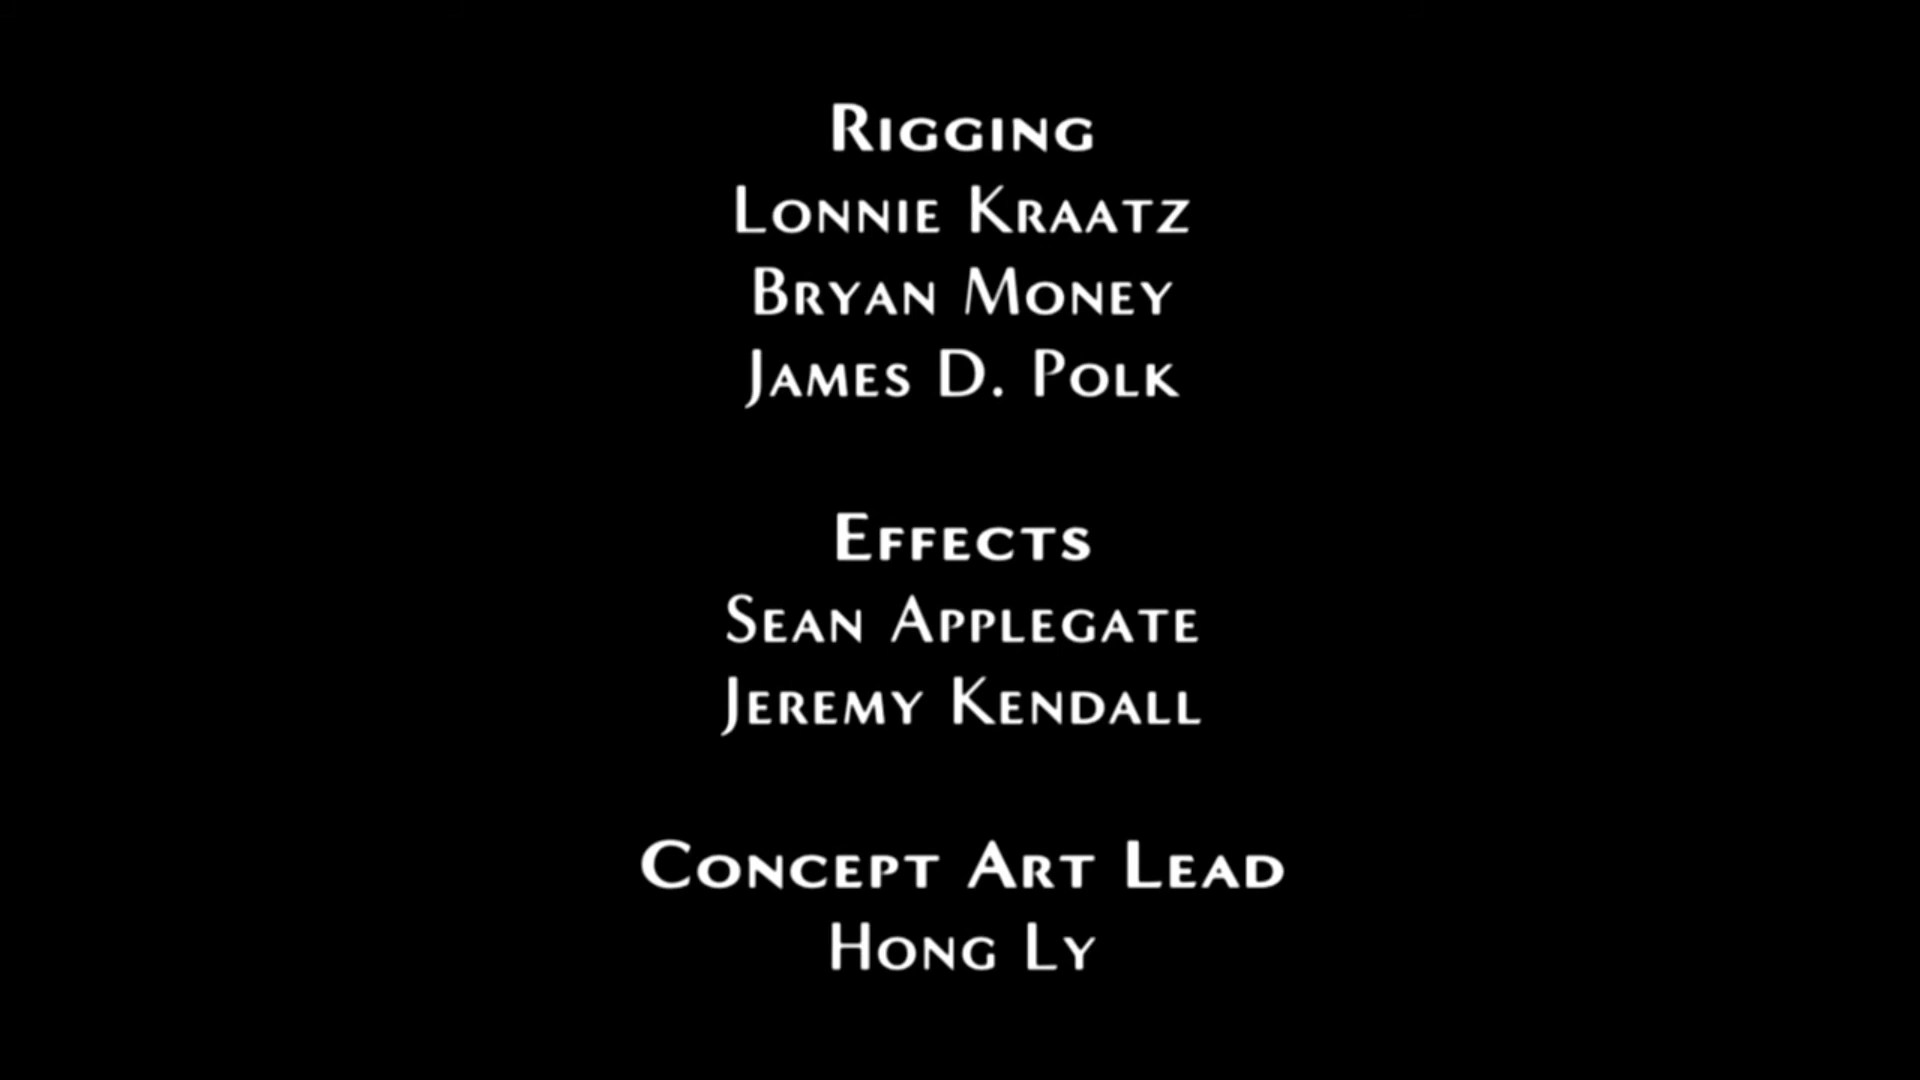 Rigging
Lonnie Kraatz
Bryan Money
James D. Polk
Effects
Sean Applegate
Jeremy Kendall
Concept Art Lead
Hong Ly